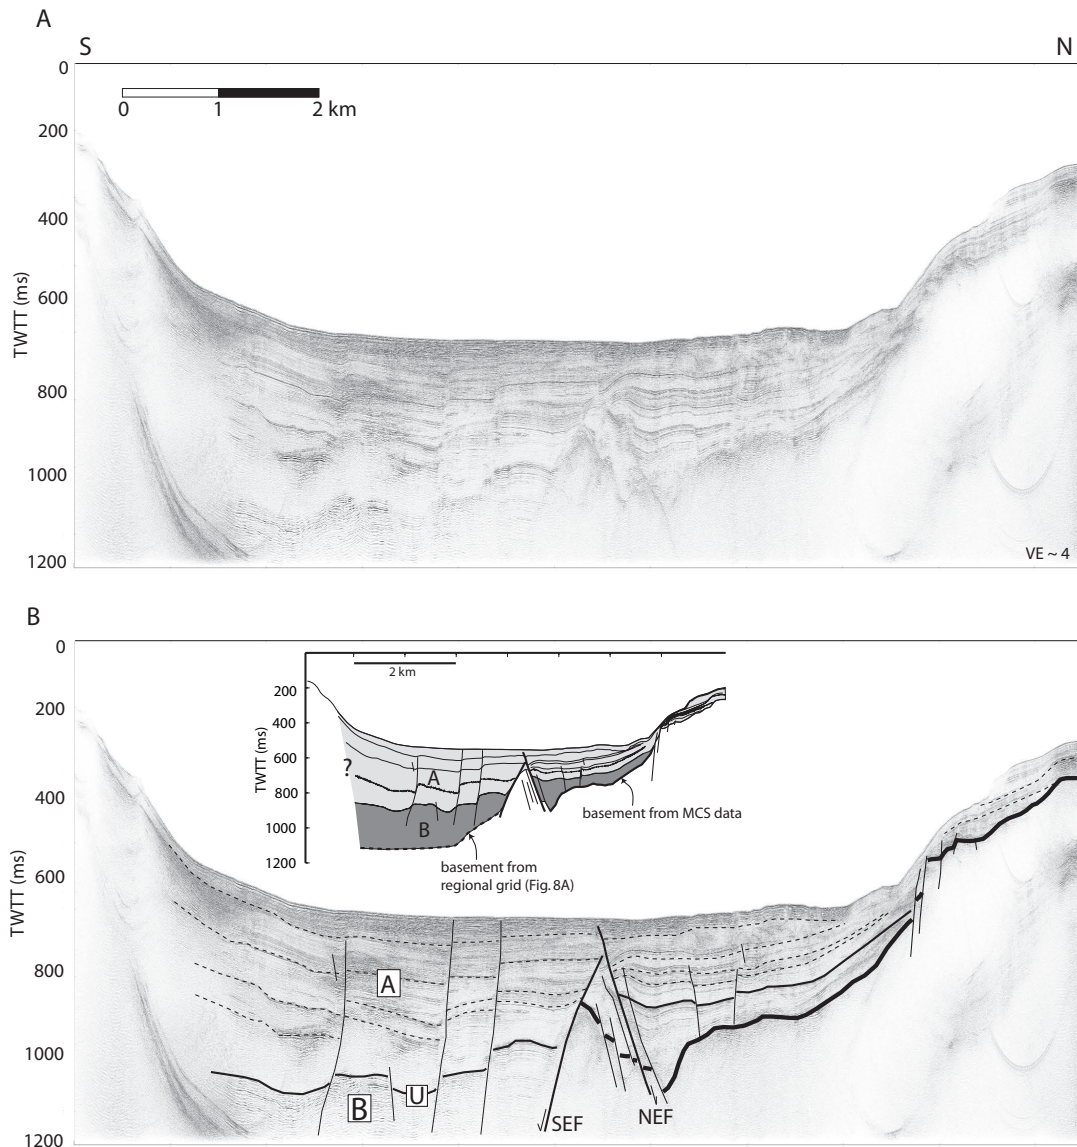 A
S N
0
0 1 2 km
200
400
600
800
1000
1200
TWTT (ms)
VE ~ 4
B
0
200
400
600
800
1000
1200
TWTT (ms)
2 km
200
400
600
800
1000
1200
TWTT (ms)
?
A
B
basement from MCS data
basement from
regional grid (Fig. 8A)
A
B
U
SEF
NEF